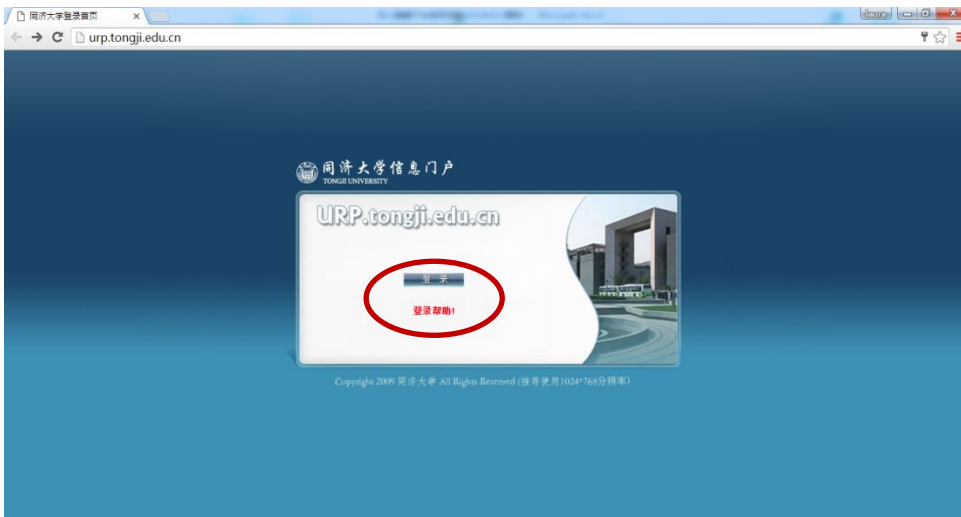 同济大学登录首页
urp.tongji.edu.cn
同济大学信息门户
TONGJI UNIVERSITY
URP.tongji.edu.cn
登 录
登录帮助!
Copyright 2009 同济大学 All Rights Reserved (推荐使用1024*768分辨率)